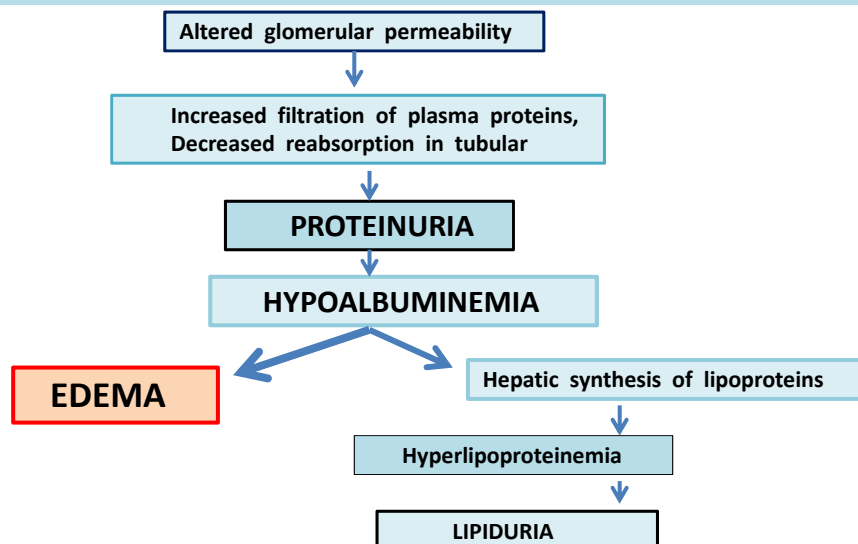 Altered glomerular permeability
Increased filtration of plasma proteins,
Decreased reabsorption in tubular
PROTEINURIA
HYPOALBUMINEMIA
EDEMA
Hepatic synthesis of lipoproteins
Hyperlipoproteinemia
LIPIDURIA